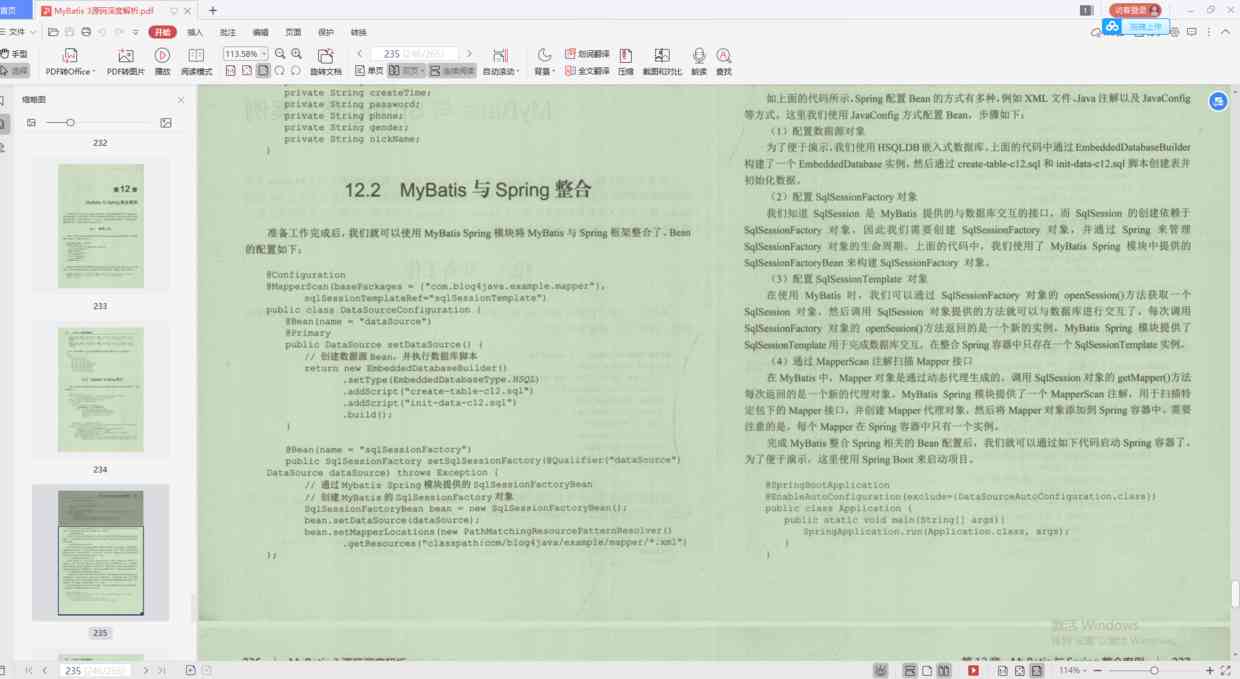 首页
MyBatis 3源码深度解析.pdf
1
访客登录
文件
开始
插入
批注
编辑
页面
保护
转换
拖拽上传
手型
选择
PDF转Office
PDF转图片
播放
阅读模式
113.58%
旋转文档
235 (246/265)
单页
双页
连续阅读
自动滚动
背景
划词翻译
全文翻译
压缩
截图和对比
朗读
查找
缩略图
232
233
234
235
private String createTime;
private String password;
private String phone;
private String gender;
private String nickName;
}
12.2 MyBatis 与 Spring 整合
准备工作完成后,我们就可以使用 MyBatis Spring 模块将 MyBatis 与 Spring 框架整合了。Bean
的配置如下:
@Configuration
@MapperScan(basePackages = {"com.blog4java.example.mapper"},
sqlSessionTemplateRef="sqlSessionTemplate")
public class DataSourceConfiguration {
@Bean(name = "dataSource")
@Primary
public DataSource setDataSource() {
// 创建数据源 Bean,并执行数据库脚本
return new EmbeddedDatabaseBuilder()
.setType(EmbeddedDatabaseType.HSQL)
.addScript("create-table-c12.sql")
.addScript("init-data-c12.sql")
.build();
}
@Bean(name = "sqlSessionFactory")
public SqlSessionFactory setSqlSessionFactory(@Qualifier("dataSource")
DataSource dataSource) throws Exception {
// 通过 Mybatis Spring 模块提供的 SqlSessionFactoryBean
// 创建 MyBatis 的 SqlSessionFactory 对象
SqlSessionFactoryBean bean = new SqlSessionFactoryBean();
bean.setDataSource(dataSource);
bean.setMapperLocations(new PathMatchingResourcePatternResolver()
.getResources("classpath:com/blog4java/example/mapper/*.xml")
);
如上面的代码所示,Spring 配置 Bean 的方式有多种,例如 XML 文件、Java 注解以及 JavaConfig
等方式。这里我们使用 JavaConfig 方式配置 Bean,步骤如下:
(1)配置数据源对象
为了便于演示,我们使用 HSQLDB 嵌入式数据库。上面的代码中通过 EmbeddedDatabaseBuilder
构建了一个 EmbeddedDatabase 实例,然后通过 create-table-c12.sql 和 init-data-c12.sql 脚本创建表并
初始化数据。
(2)配置 SqlSessionFactory 对象
我们知道 SqlSession 是 MyBatis 提供的与数据库交互的接口,而 SqlSession 的创建依赖于
SqlSessionFactory 对象,因此我们需要创建 SqlSessionFactory 对象,并通过 Spring 来管理
SqlSessionFactory 对象的生命周期。上面的代码中,我们使用了 MyBatis Spring 模块中提供的
SqlSessionFactoryBean 来构建 SqlSessionFactory 对象。
(3)配置 SqlSessionTemplate 对象
在使用 MyBatis 时,我们可以通过 SqlSessionFactory 对象的 openSession()方法获取一个
SqlSession 对象,然后调用 SqlSession 对象提供的方法就可以与数据库进行交互了。每次调用
SqlSessionFactory 对象的 openSession()方法返回的是一个新的实例。MyBatis Spring 模块提供了
SqlSessionTemplate 用于完成数据库交互,在整合 Spring 容器中只存在一个 SqlSessionTemplate 实例。
(4)通过 MapperScan 注解扫描 Mapper 接口
在 MyBatis 中,Mapper 对象是通过动态代理生成的。调用 SqlSession 对象的 getMapper()方法
每次返回的是一个新的代理对象。MyBatis Spring 模块提供了一个 MapperScan 注解,用于扫描特
定包下的 Mapper 接口,并创建 Mapper 代理对象,然后将 Mapper 对象添加到 Spring 容器中。需要
注意的是,每个 Mapper 在 Spring 容器中只有一个实例。
完成 MyBatis 整合 Spring 相关的 Bean 配置后,我们就可以通过如下代码启动 Spring 容器了。
为了便于演示,这里使用 Spring Boot 来启动项目。
@SpringBootApplication
@EnableAutoConfiguration(exclude={DataSourceAutoConfiguration.class})
public class Application {
public static void main(String[] args){
SpringApplication.run(Application.class, args);
}
}
激活 Windows
235 (246/265)
114%